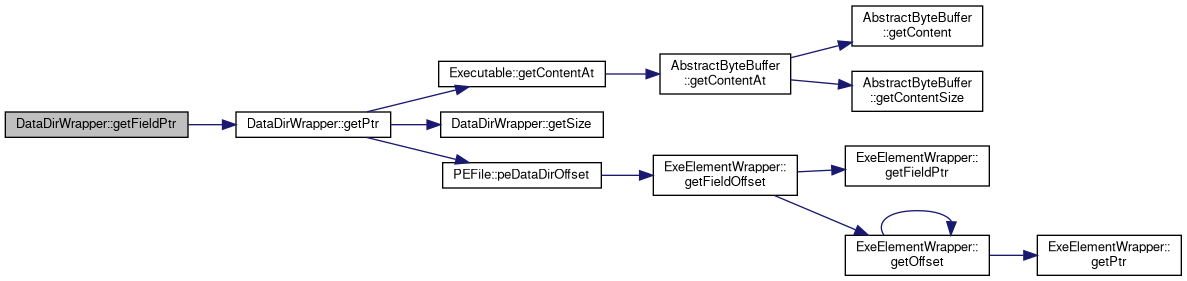 DataDirWrapper::getFieldPtr
DataDirWrapper::getPtr
Executable::getContentAt
DataDirWrapper::getSize
PEFile::peDataDirOffset
AbstractByteBuffer
::getContentAt
AbstractByteBuffer
::getContent
AbstractByteBuffer
::getContentSize
ExeElementWrapper::
getFieldOffset
ExeElementWrapper::
getFieldPtr
ExeElementWrapper::
getOffset
ExeElementWrapper::
getPtr